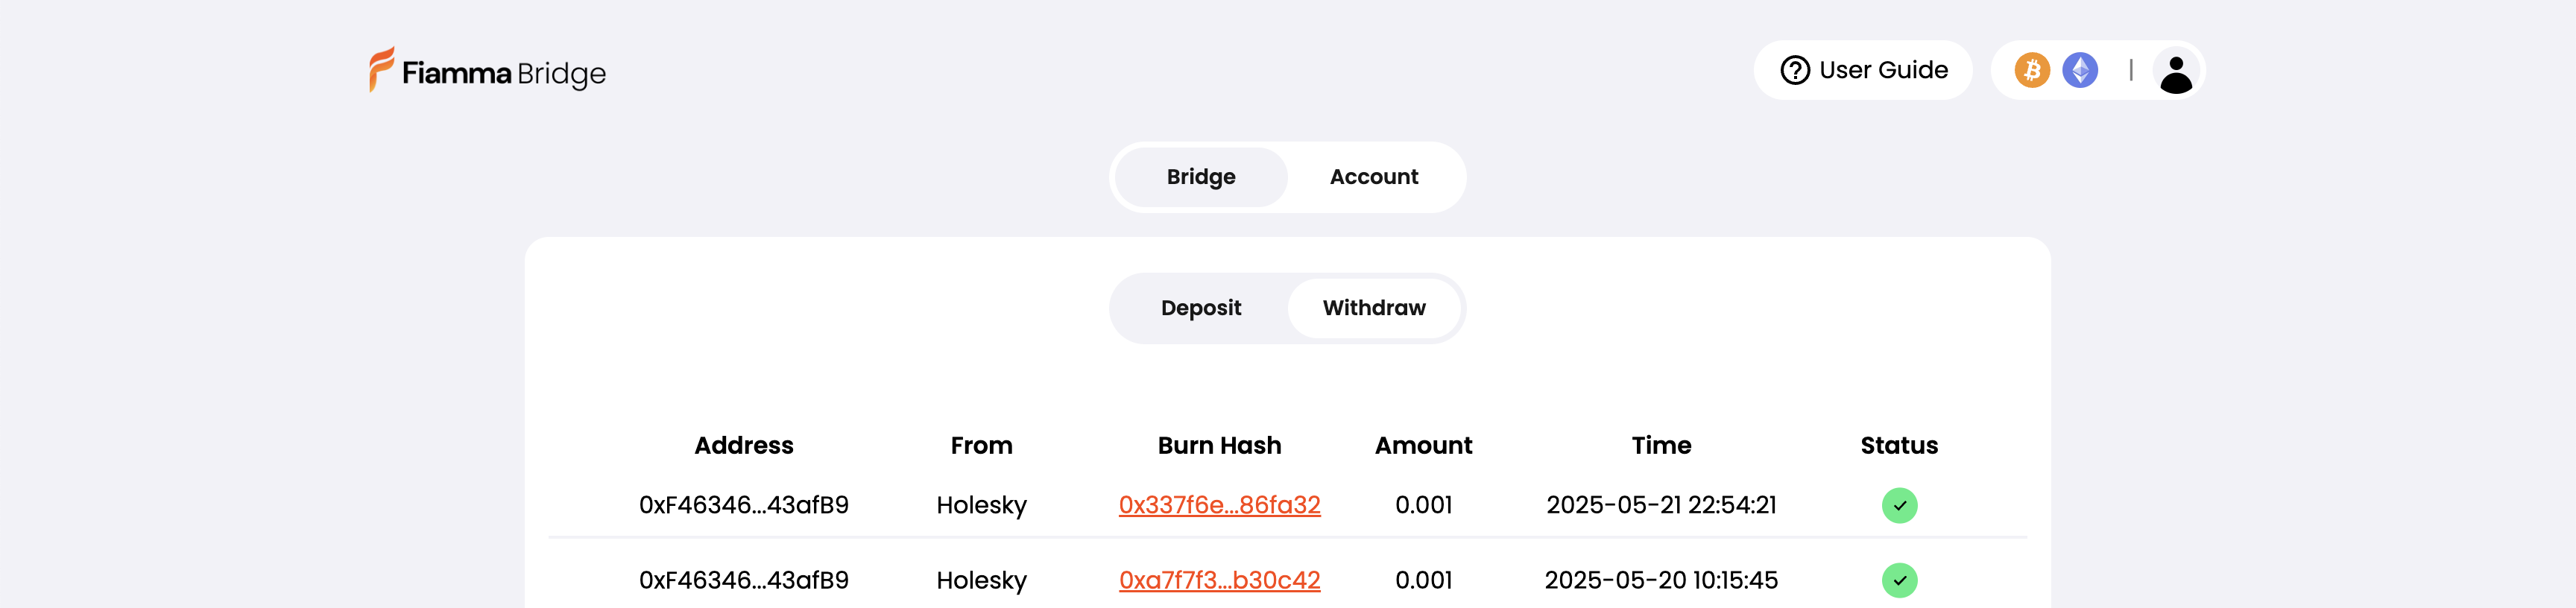 Fiamma Bridge
User Guide
Bridge Account
Deposit Withdraw
Address From Burn Hash Amount Time Status
0xF46346...43afB9 Holesky 0x337f6e...86fa32 0.001 2025-05-21 22:54:21
0xF46346...43afB9 Holesky 0xa7f7f3...b30c42 0.001 2025-05-20 10:15:45